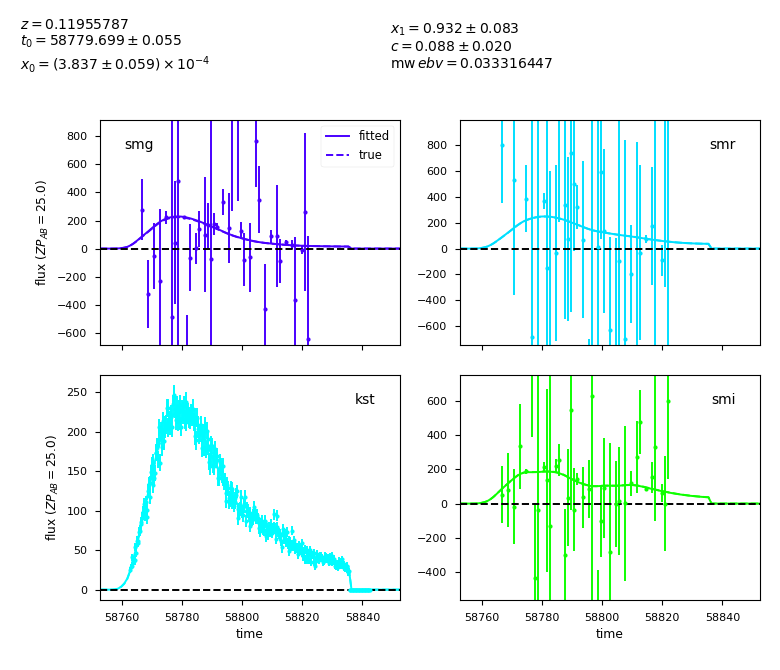 z = 0.11955787
t₀ = 58779.699 ± 0.055
x₀ = (3.837 ± 0.059) × 10⁻⁴
x₁ = 0.932 ± 0.083
c = 0.088 ± 0.020
mw ebv = 0.033316447
smg
fitted
true
800
600
400
200
0
−200
−400
−600
flux (ZP_AB = 25.0)
smr
800
600
400
200
0
−200
−400
−600
kst
250
200
150
100
50
0
flux (ZP_AB = 25.0)
58760 58780 58800 58820 58840
time
smi
600
400
200
0
−200
−400
58760 58780 58800 58820 58840
time